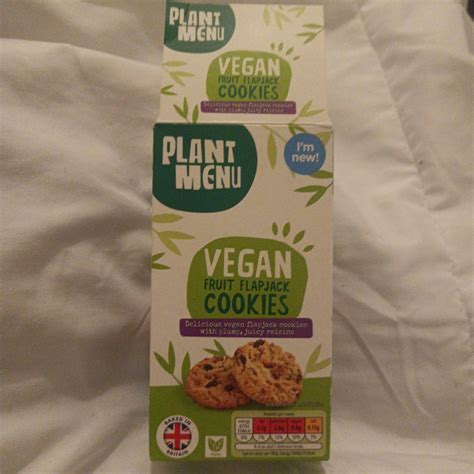 PLANT
MENU
VEGAN
FRUIT FLAPJACK
COOKIES
Delicious vegan flapjack cookies
with plump, juicy raisins
PLANT
MENU
I'm
new!
VEGAN
FRUIT FLAPJACK
COOKIES
Delicious vegan flapjack cookies
with plump, juicy raisins
BAKED IN
BRITAIN